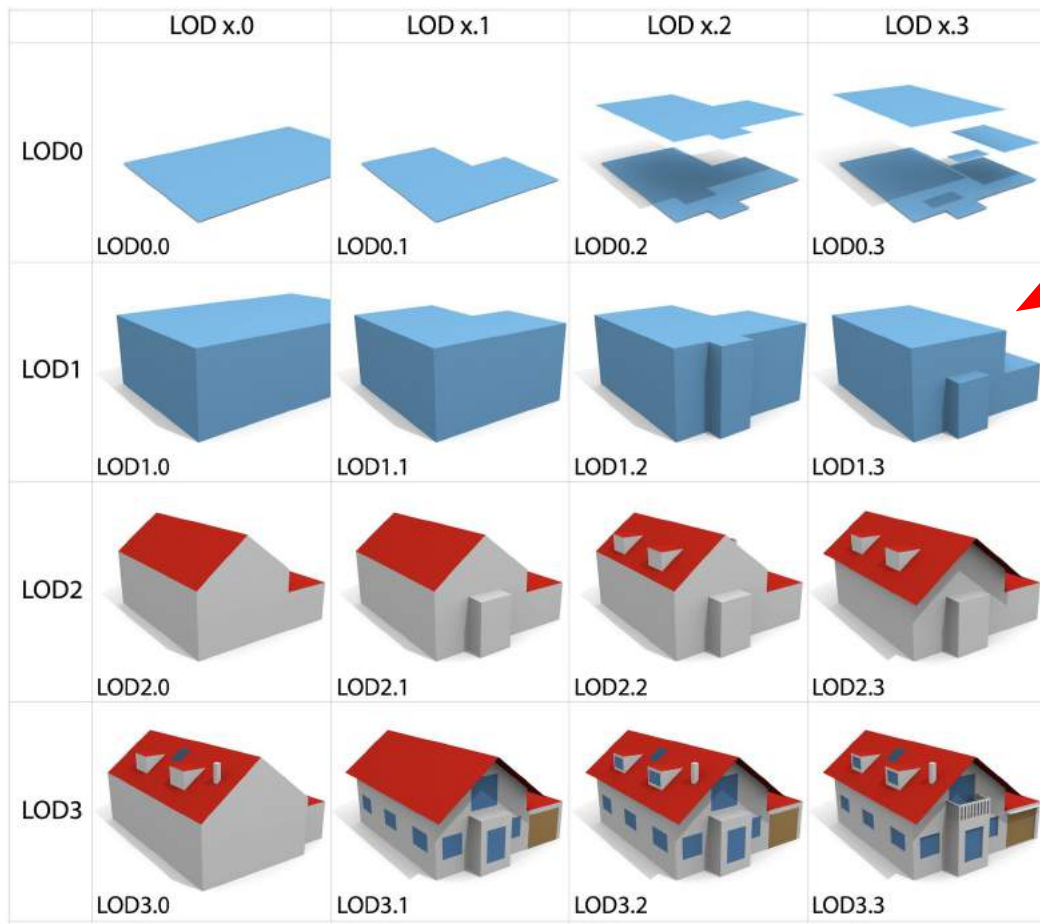 LOD x.0 LOD x.1 LOD x.2 LOD x.3
LOD0
LOD0.0 LOD0.1 LOD0.2 LOD0.3
LOD1
LOD1.0 LOD1.1 LOD1.2 LOD1.3
LOD2
LOD2.0 LOD2.1 LOD2.2 LOD2.3
LOD3
LOD3.0 LOD3.1 LOD3.2 LOD3.3